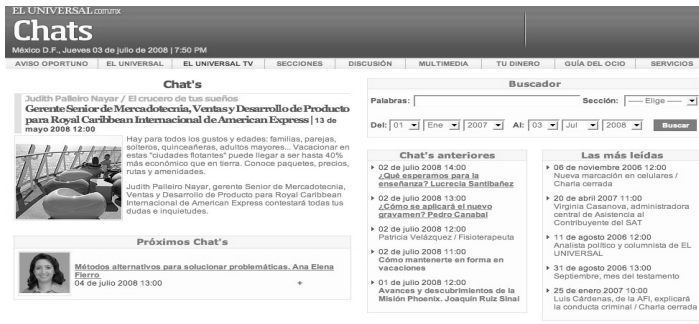 EL UNIVERSAL.com.mx
Chats
México D.F., Jueves 03 de julio de 2008 | 7:50 PM
AVISO OPORTUNO EL UNIVERSAL EL UNIVERSAL TV SECCIONES DISCUSIÓN MULTIMEDIA TU DINERO GUÍA DEL OCIO SERVICIOS
Chat's
Judith Palleiro Nayar / El crucero de tus sueños
Gerente Senior de Mercadotecnia, Ventas y Desarrollo de Producto
para Royal Caribbean Internacional de American Express | 13 de
mayo 2008 12:00
Hay para todos los gustos y edades: familias, parejas,
solteros, quinceañeras, adultos mayores... Vacacionar en
estas "ciudades flotantes" puede llegar a ser hasta 40%
más económico que en tierra. Conoce paquetes, precios,
rutas y amenidades.
Judith Palleiro Nayar, gerente Senior de Mercadotecnia,
Ventas y Desarrollo de Producto para Royal Caribbean
Internacional de American Express contestará todas tus
dudas e inquietudes.
Próximos Chat's
Métodos alternativos para solucionar problemáticas. Ana Elena
Fierro
04 de julio 2008 13:00 +
Buscador
Palabras: Sección: ---- Elige ----
Del: 01 Ene 2007 Al: 03 Jul 2008 Buscar
Chat's anteriores
02 de julio 2008 14:00
¿Qué esperamos para la
enseñanza? Lucrecia Santibañez
02 de julio 2008 13:00
¿Cómo se aplicará el nuevo
gravamen? Pedro Canabal
02 de julio 2008 12:00
Patricia Velázquez / Fisioterapeuta
02 de julio 2008 11:00
Cómo mantenerte en forma en
vacaciones
01 de julio 2008 12:00
Avances y descubrimientos de la
Misión Phoenix. Joaquín Ruiz Sinai
Las más leídas
06 de noviembre 2006 12:00
Nueva marcación en celulares /
Charla cerrada
20 de abril 2007 11:00
Virginia Casanova, administradora
central de Asistencia al
Contribuyente del SAT
11 de agosto 2006 12:00
Analista político y columnista de EL
UNIVERSAL
31 de agosto 2006 13:00
Septiembre, mes del testamento
25 de enero 2007 10:00
Luis Cárdenas, de la AFI, explicará
la conducta criminal / Charla cerrada